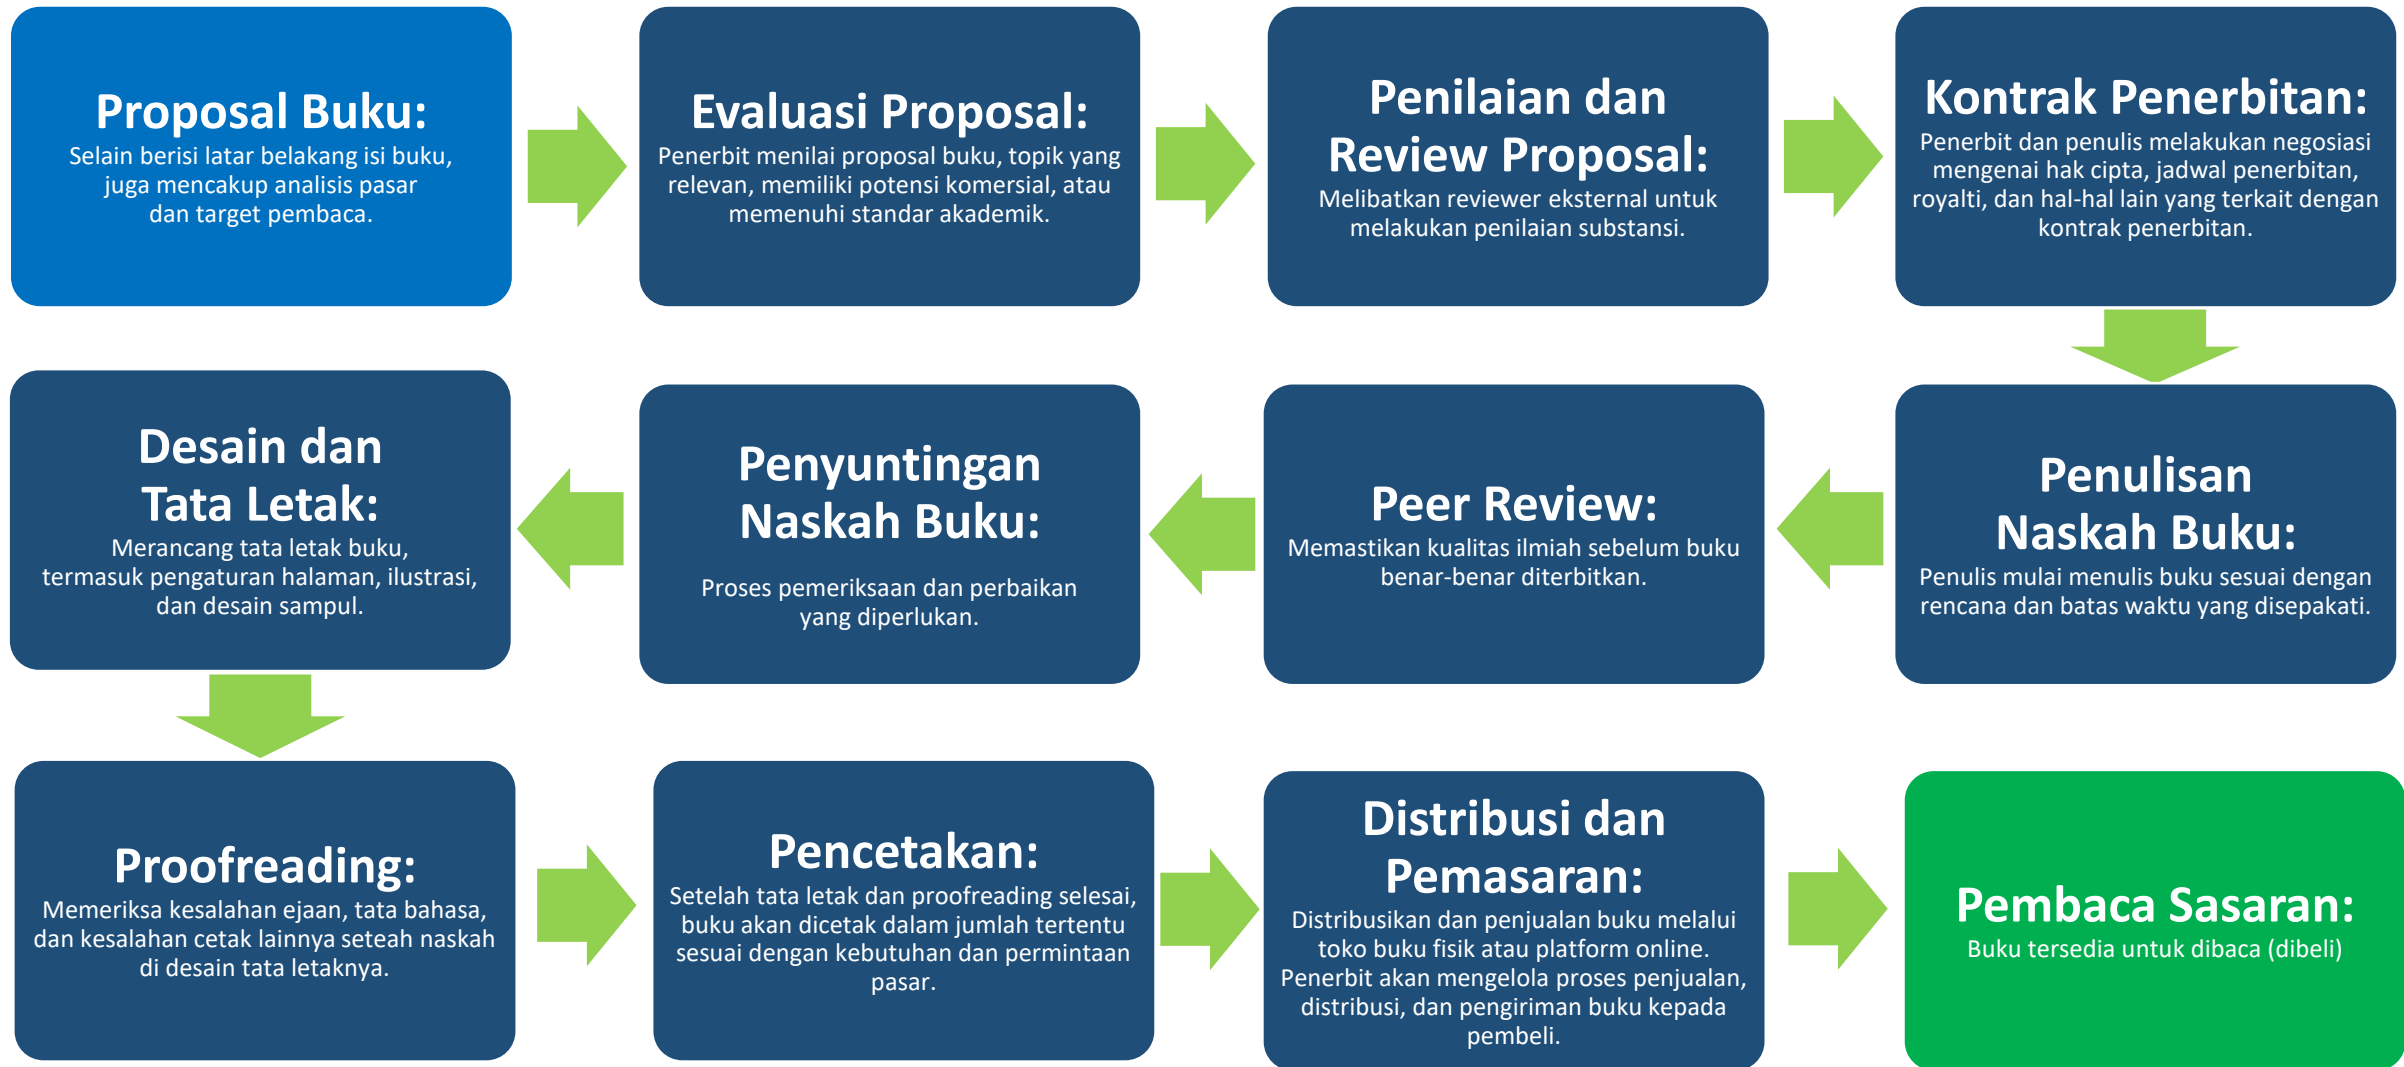 Proposal Buku:
Selain berisi latar belakang isi buku,
juga mencakup analisis pasar
dan target pembaca.
Evaluasi Proposal:
Penerbit menilai proposal buku, topik yang
relevan, memiliki potensi komersial, atau
memenuhi standar akademik.
Penilaian dan
Review Proposal:
Melibatkan reviewer eksternal untuk
melakukan penilaian substansi.
Kontrak Penerbitan:
Penerbit dan penulis melakukan negosiasi
mengenai hak cipta, jadwal penerbitan,
royalti, dan hal-hal lain yang terkait dengan
kontrak penerbitan.
Penulisan
Naskah Buku:
Penulis mulai menulis buku sesuai dengan
rencana dan batas waktu yang disepakati.
Peer Review:
Memastikan kualitas ilmiah sebelum buku
benar-benar diterbitkan.
Penyuntingan
Naskah Buku:
Proses pemeriksaan dan perbaikan
yang diperlukan.
Desain dan
Tata Letak:
Merancang tata letak buku,
termasuk pengaturan halaman, ilustrasi,
dan desain sampul.
Proofreading:
Memeriksa kesalahan ejaan, tata bahasa,
dan kesalahan cetak lainnya seteah naskah
di desain tata letaknya.
Pencetakan:
Setelah tata letak dan proofreading selesai,
buku akan dicetak dalam jumlah tertentu
sesuai dengan kebutuhan dan permintaan
pasar.
Distribusi dan
Pemasaran:
Distribusikan dan penjualan buku melalui
toko buku fisik atau platform online.
Penerbit akan mengelola proses penjualan,
distribusi, dan pengiriman buku kepada
pembeli.
Pembaca Sasaran:
Buku tersedia untuk dibaca (dibeli)